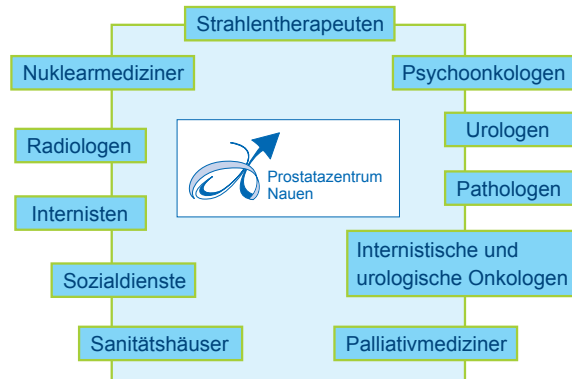 Strahlentherapeuten
Nuklearmediziner
Psychoonkologen
Urologen
Radiologen
Prostatazentrum
Nauen
Pathologen
Internisten
Internistische und
urologische Onkologen
Sozialdienste
Sanitätshäuser
Palliativmediziner